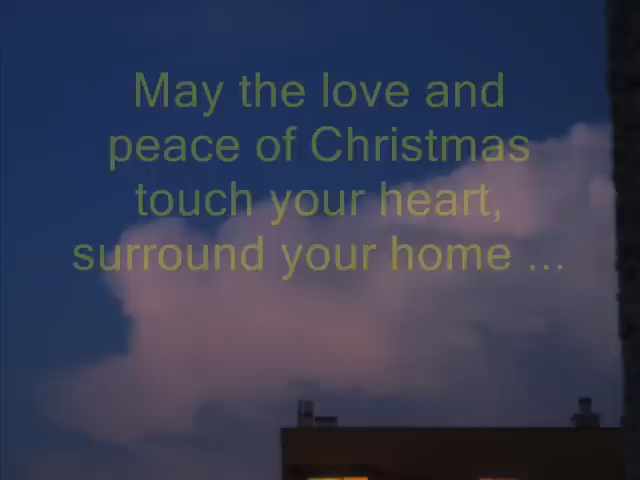 May the love and
peace of Christmas
touch your heart,
surround your home ...